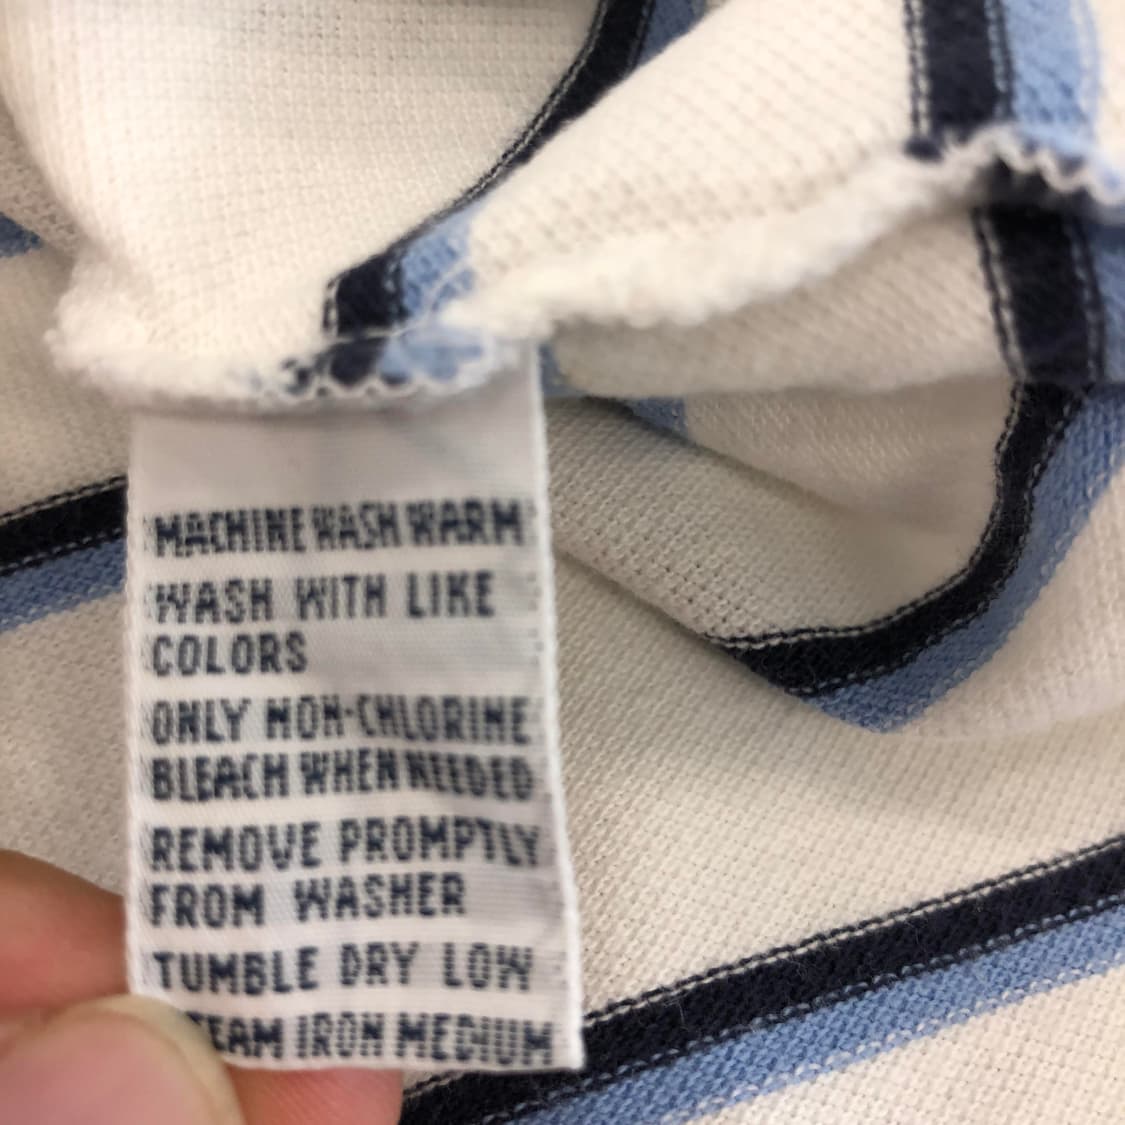 MACHINE WASH WARM
WASH WITH LIKE
COLORS
ONLY NON-CHLORINE
BLEACH WHEN NEEDED
REMOVE PROMPTLY
FROM WASHER
TUMBLE DRY LOW
EAM IRON MEDIUM